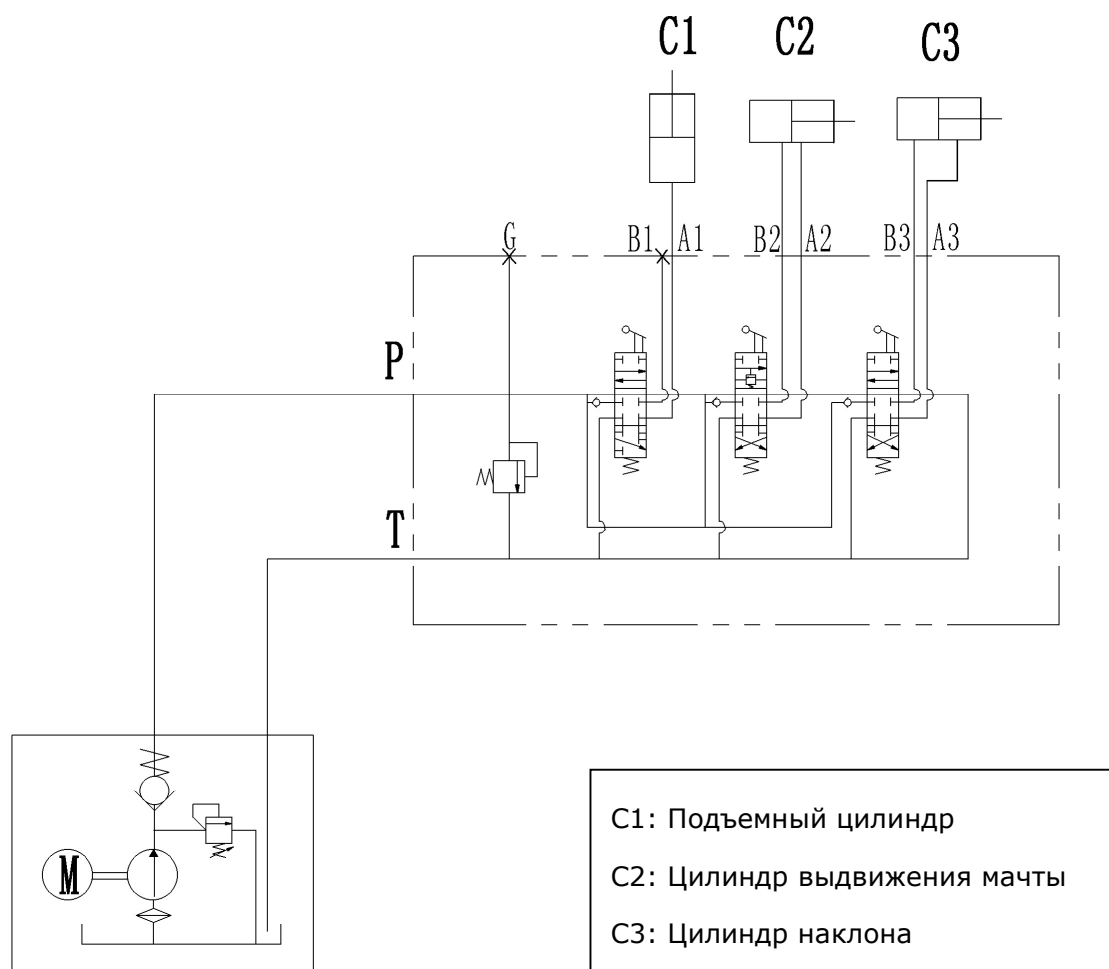 C1 C2 C3
G B1 A1 B2 A2 B3 A3
P
T
M
C1: Подъемный цилиндр
C2: Цилиндр выдвижения мачты
C3: Цилиндр наклона